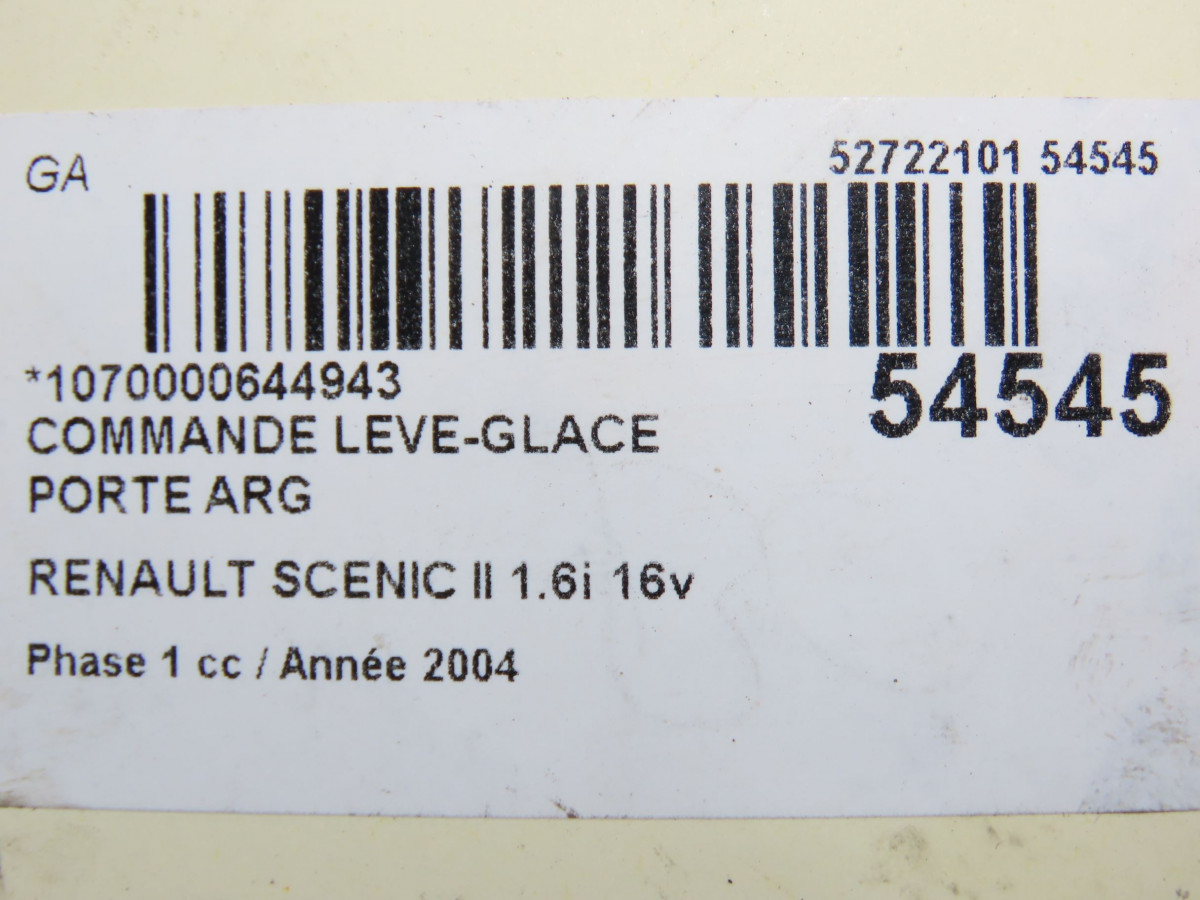 GA
52722101 54545
*1070000644943
54545
COMMANDE LEVE-GLACE
PORTE ARG
RENAULT SCENIC II 1.6i 16v
Phase 1 cc / Année 2004